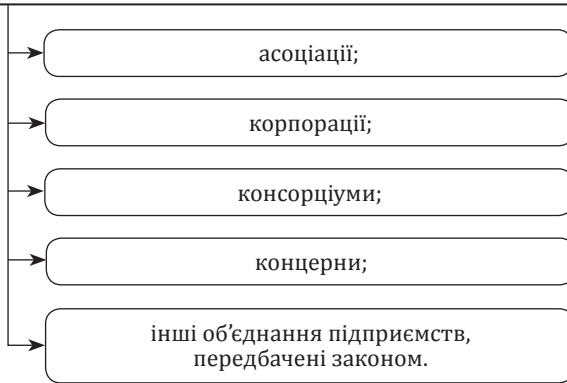 асоціації;
корпорації;
консорціуми;
концерни;
інші об’єднання підприємств,
передбачені законом.